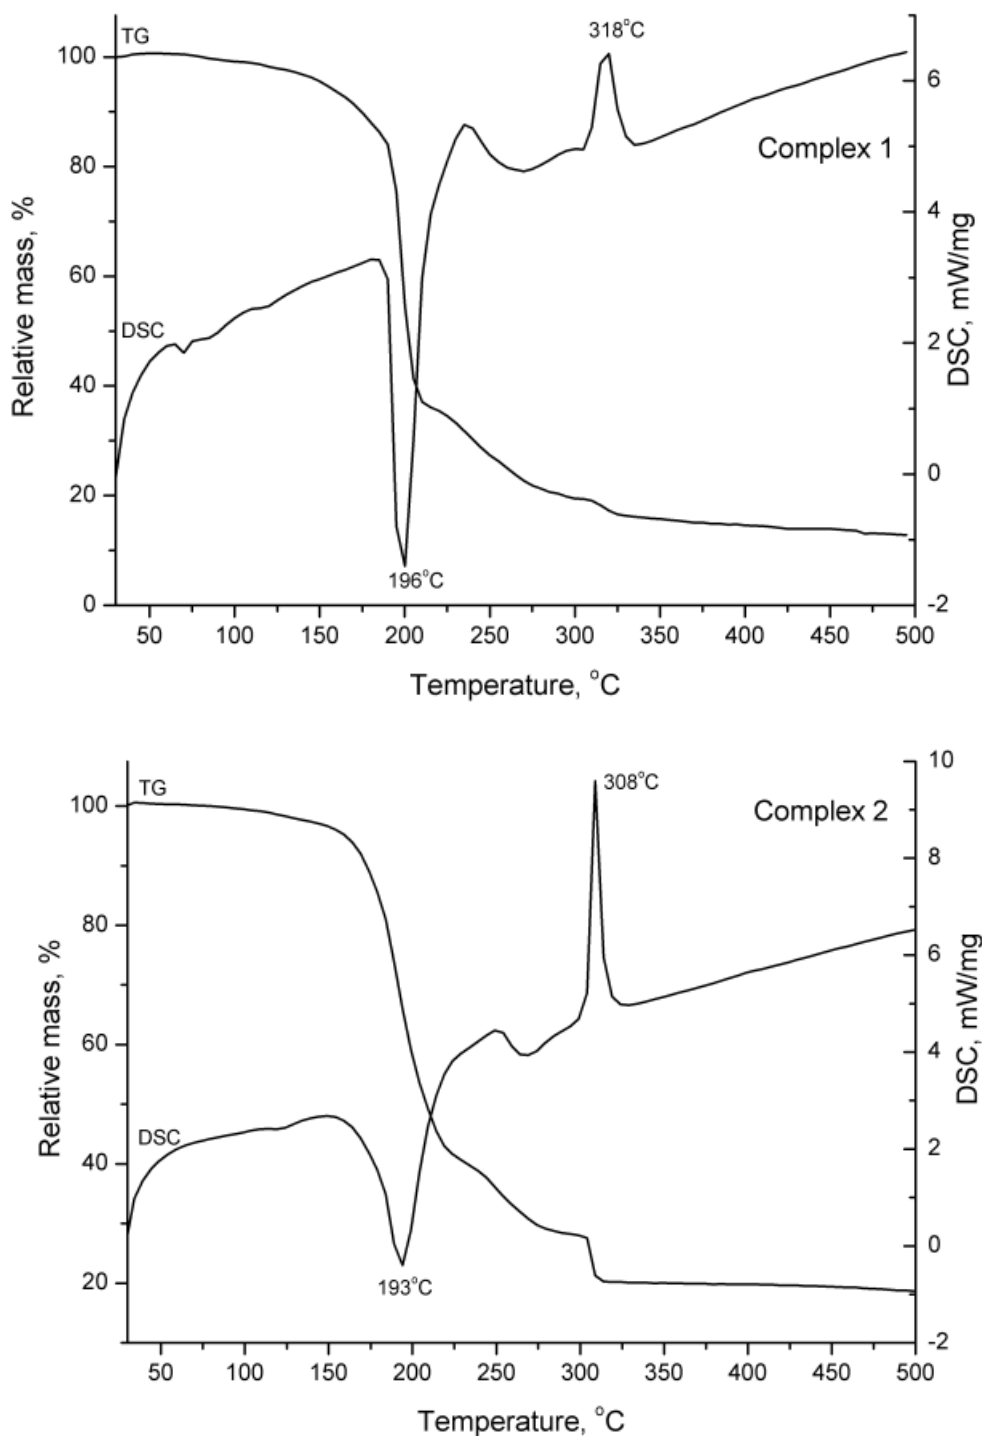 TG
318°C
100
6
Complex 1
80
4
Relative mass, %
DSC, mW/mg
60
DSC
2
40
0
20
196°C
0
-2
50 100 150 200 250 300 350 400 450 500
Temperature, °C
10
TG
308°C
100
Complex 2
8
80
6
Relative mass, %
DSC, mW/mg
60
4
DSC
2
40
0
193°C
20
-2
50 100 150 200 250 300 350 400 450 500
Temperature, °C